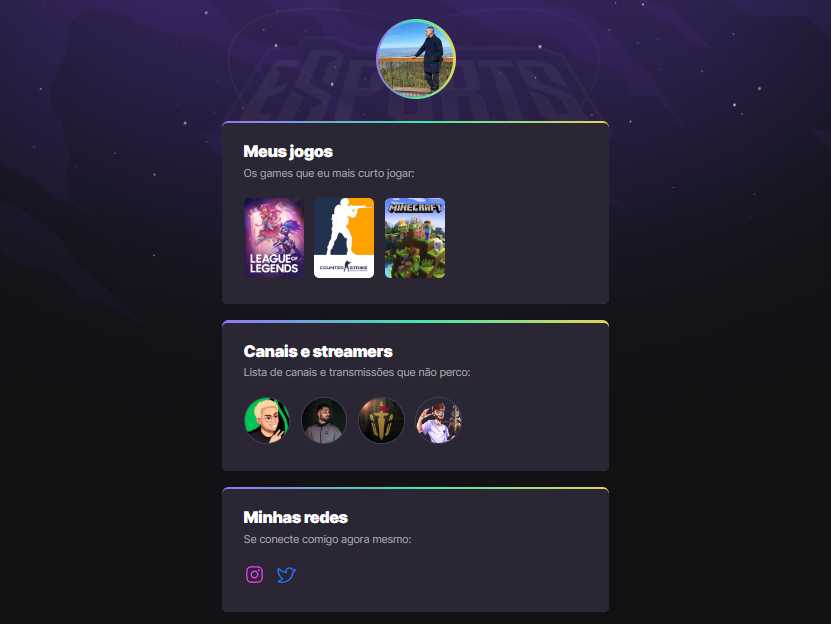 ESPORTS
Meus jogos
Os games que eu mais curto jogar:
LEAGUE OF
LEGENDS
COUNTER STRIKE
MINECRAFT
Canais e streamers
Lista de canais e transmissões que não perco:
Minhas redes
Se conecte comigo agora mesmo: